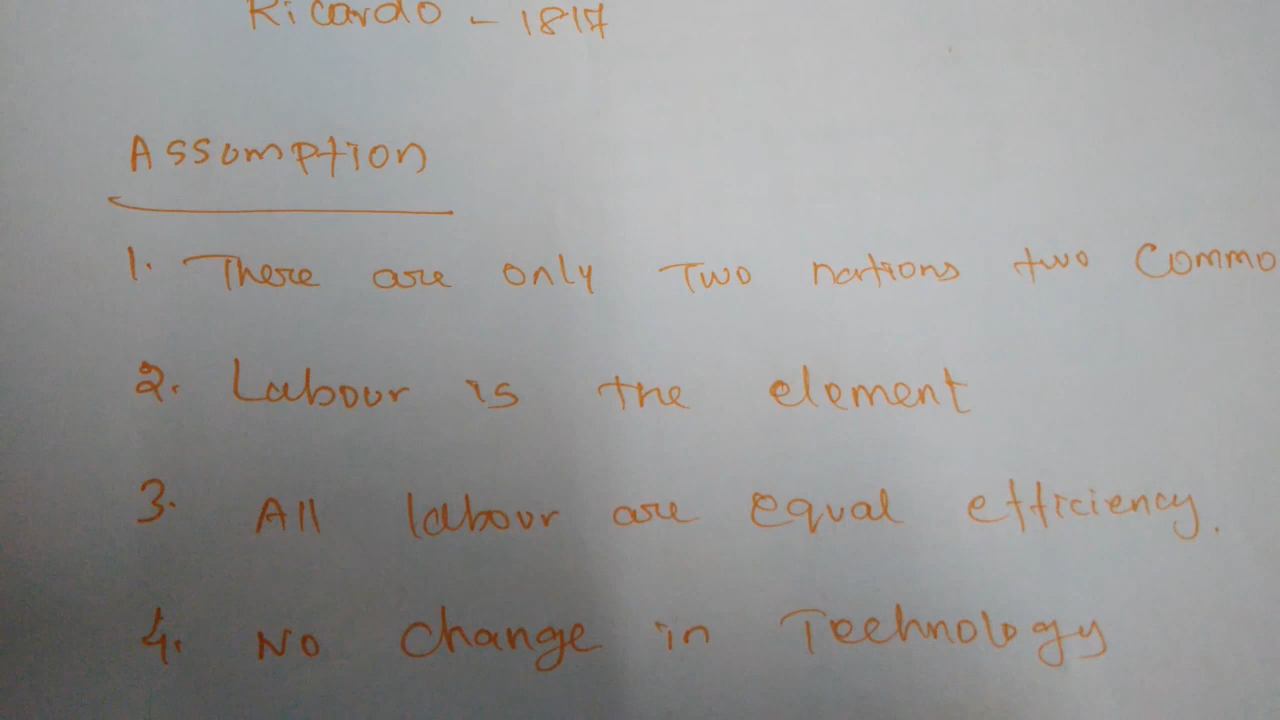 Ricardo - 1817
Assumption
1. There are only Two nations two Commo
2. Labour is the element
3. All labour are equal efficiency.
4. No change in Technology